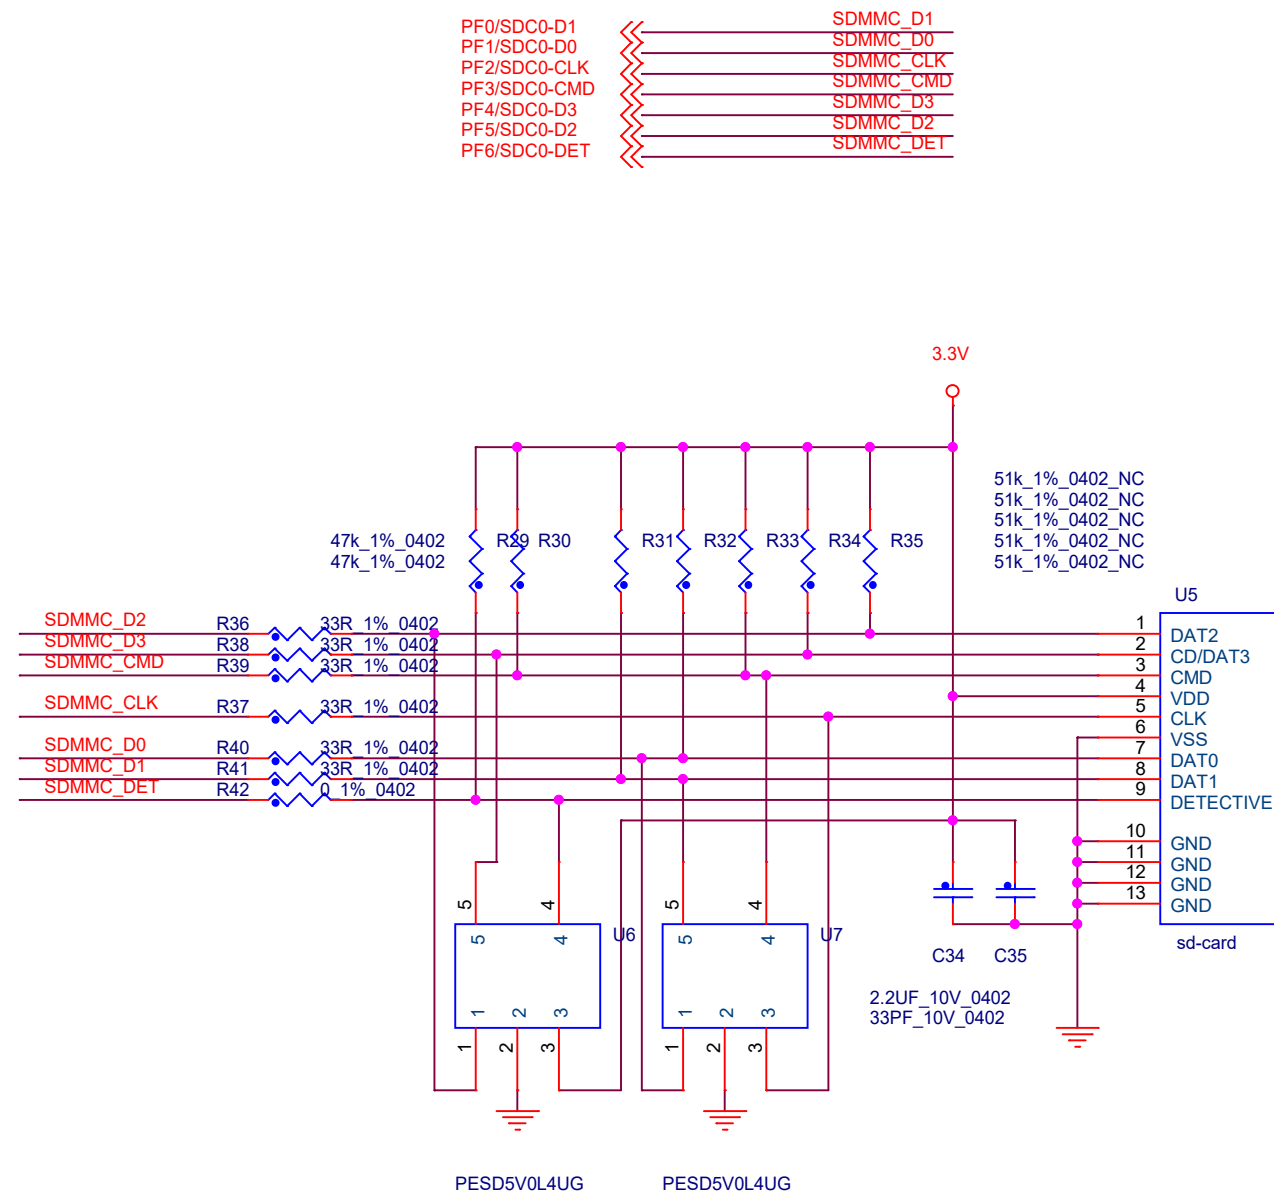 PF0/SDC0-D1 SDMMC_D1
PF1/SDC0-D0 SDMMC_D0
PF2/SDC0-CLK SDMMC_CLK
PF3/SDC0-CMD SDMMC_CMD
PF4/SDC0-D3 SDMMC_D3
PF5/SDC0-D2 SDMMC_D2
PF6/SDC0-DET SDMMC_DET
3.3V
51k_1%_0402_NC
51k_1%_0402_NC
51k_1%_0402_NC
51k_1%_0402_NC
51k_1%_0402_NC
47k_1%_0402
47k_1%_0402
R29 R30 R31 R32 R33 R34 R35
U5
SDMMC_D2 R36 33R_1%_0402 1 DAT2
SDMMC_D3 R38 33R_1%_0402 2 CD/DAT3
SDMMC_CMD R39 33R_1%_0402 3 CMD
4 VDD
SDMMC_CLK R37 33R_1%_0402 5 CLK
6 VSS
SDMMC_D0 R40 33R_1%_0402 7 DAT0
SDMMC_D1 R41 33R_1%_0402 8 DAT1
SDMMC_DET R42 0_1%_0402 9 DETECTIVE
10 GND
11 GND
12 GND
13 GND
sd-card
5 4 5 4
5 4 U6 5 4 U7
1 2 3 1 2 3
1 2 3 1 2 3
C34 C35
2.2UF_10V_0402
33PF_10V_0402
PESD5V0L4UG PESD5V0L4UG